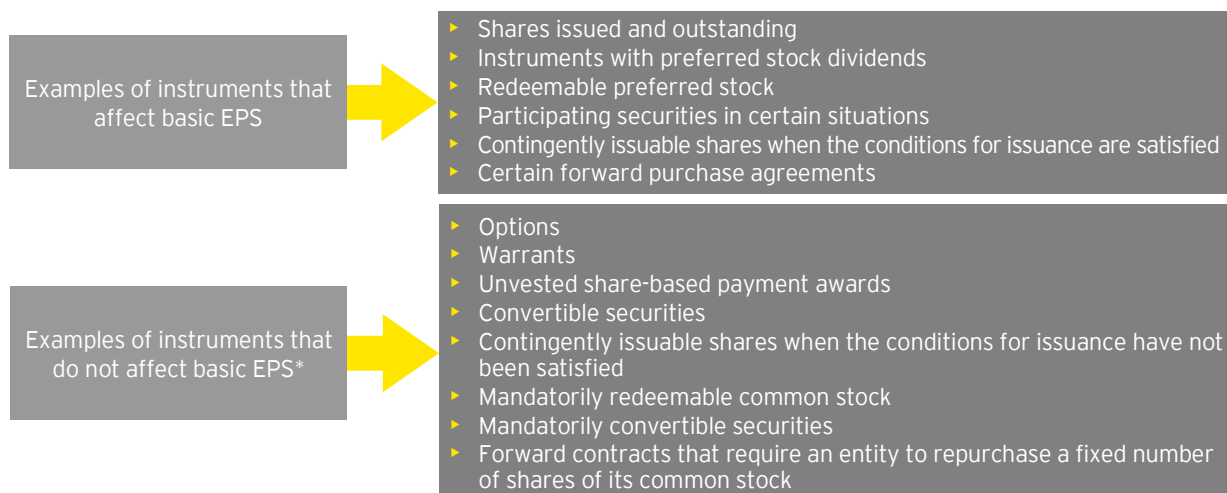 Examples of instruments that
affect basic EPS
▸ Shares issued and outstanding
▸ Instruments with preferred stock dividends
▸ Redeemable preferred stock
▸ Participating securities in certain situations
▸ Contingently issuable shares when the conditions for issuance are satisfied
▸ Certain forward purchase agreements
Examples of instruments that
do not affect basic EPS*
▸ Options
▸ Warrants
▸ Unvested share-based payment awards
▸ Convertible securities
▸ Contingently issuable shares when the conditions for issuance have not
been satisfied
▸ Mandatorily redeemable common stock
▸ Mandatorily convertible securities
▸ Forward contracts that require an entity to repurchase a fixed number
of shares of its common stock